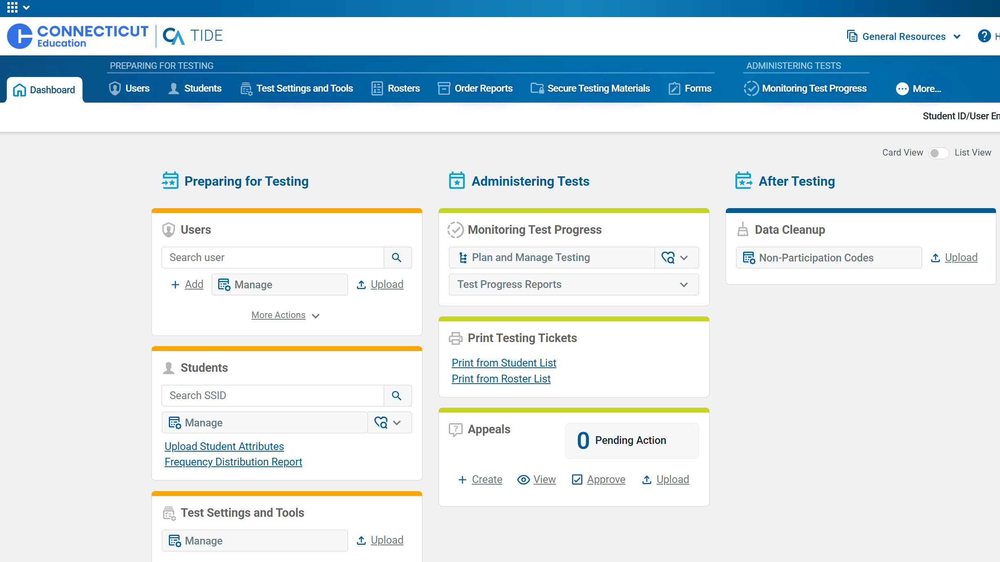 CONNECTICUT
Education
CA TIDE
General Resources
PREPARING FOR TESTING
ADMINISTERING TESTS
Dashboard
Users
Students
Test Settings and Tools
Rosters
Order Reports
Secure Testing Materials
Forms
Monitoring Test Progress
More...
Student ID/User En
Card View
List View
Preparing for Testing
Administering Tests
After Testing
Users
Search user
Add
Manage
Upload
More Actions
Students
Search SSID
Manage
Upload Student Attributes
Frequency Distribution Report
Test Settings and Tools
Manage
Upload
Monitoring Test Progress
Plan and Manage Testing
Test Progress Reports
Print Testing Tickets
Print from Student List
Print from Roster List
Appeals
0 Pending Action
Create
View
Approve
Upload
Data Cleanup
Non-Participation Codes
Upload